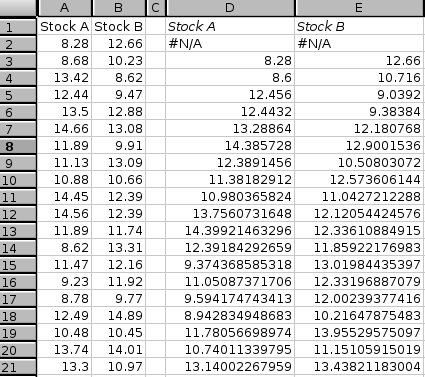 A B C D E
1 Stock A Stock B Stock A Stock B
2 8.28 12.66 #N/A #N/A
3 8.68 10.23 8.28 12.66
4 13.42 8.62 8.6 10.716
5 12.44 9.47 12.456 9.0392
6 13.5 12.88 12.4432 9.38384
7 14.66 13.08 13.28864 12.180768
8 11.89 9.91 14.385728 12.9001536
9 11.13 13.09 12.3891456 10.50803072
10 10.88 10.66 11.38182912 12.573606144
11 14.45 12.39 10.980365824 11.0427212288
12 14.56 12.39 13.7560731648 12.12054424576
13 11.89 11.74 14.39921463296 12.33610884915
14 8.62 13.31 12.39184292659 11.85922176983
15 11.47 12.16 9.374368585318 13.01984435397
16 9.23 11.92 11.05087371706 12.33196887079
17 8.78 9.77 9.594174743413 12.00239377416
18 12.49 14.89 8.942834948683 10.21647875483
19 10.48 10.45 11.78056698974 13.95529575097
20 13.74 14.01 10.74011339795 11.15105915019
21 13.3 10.97 13.14002267959 13.43821183004